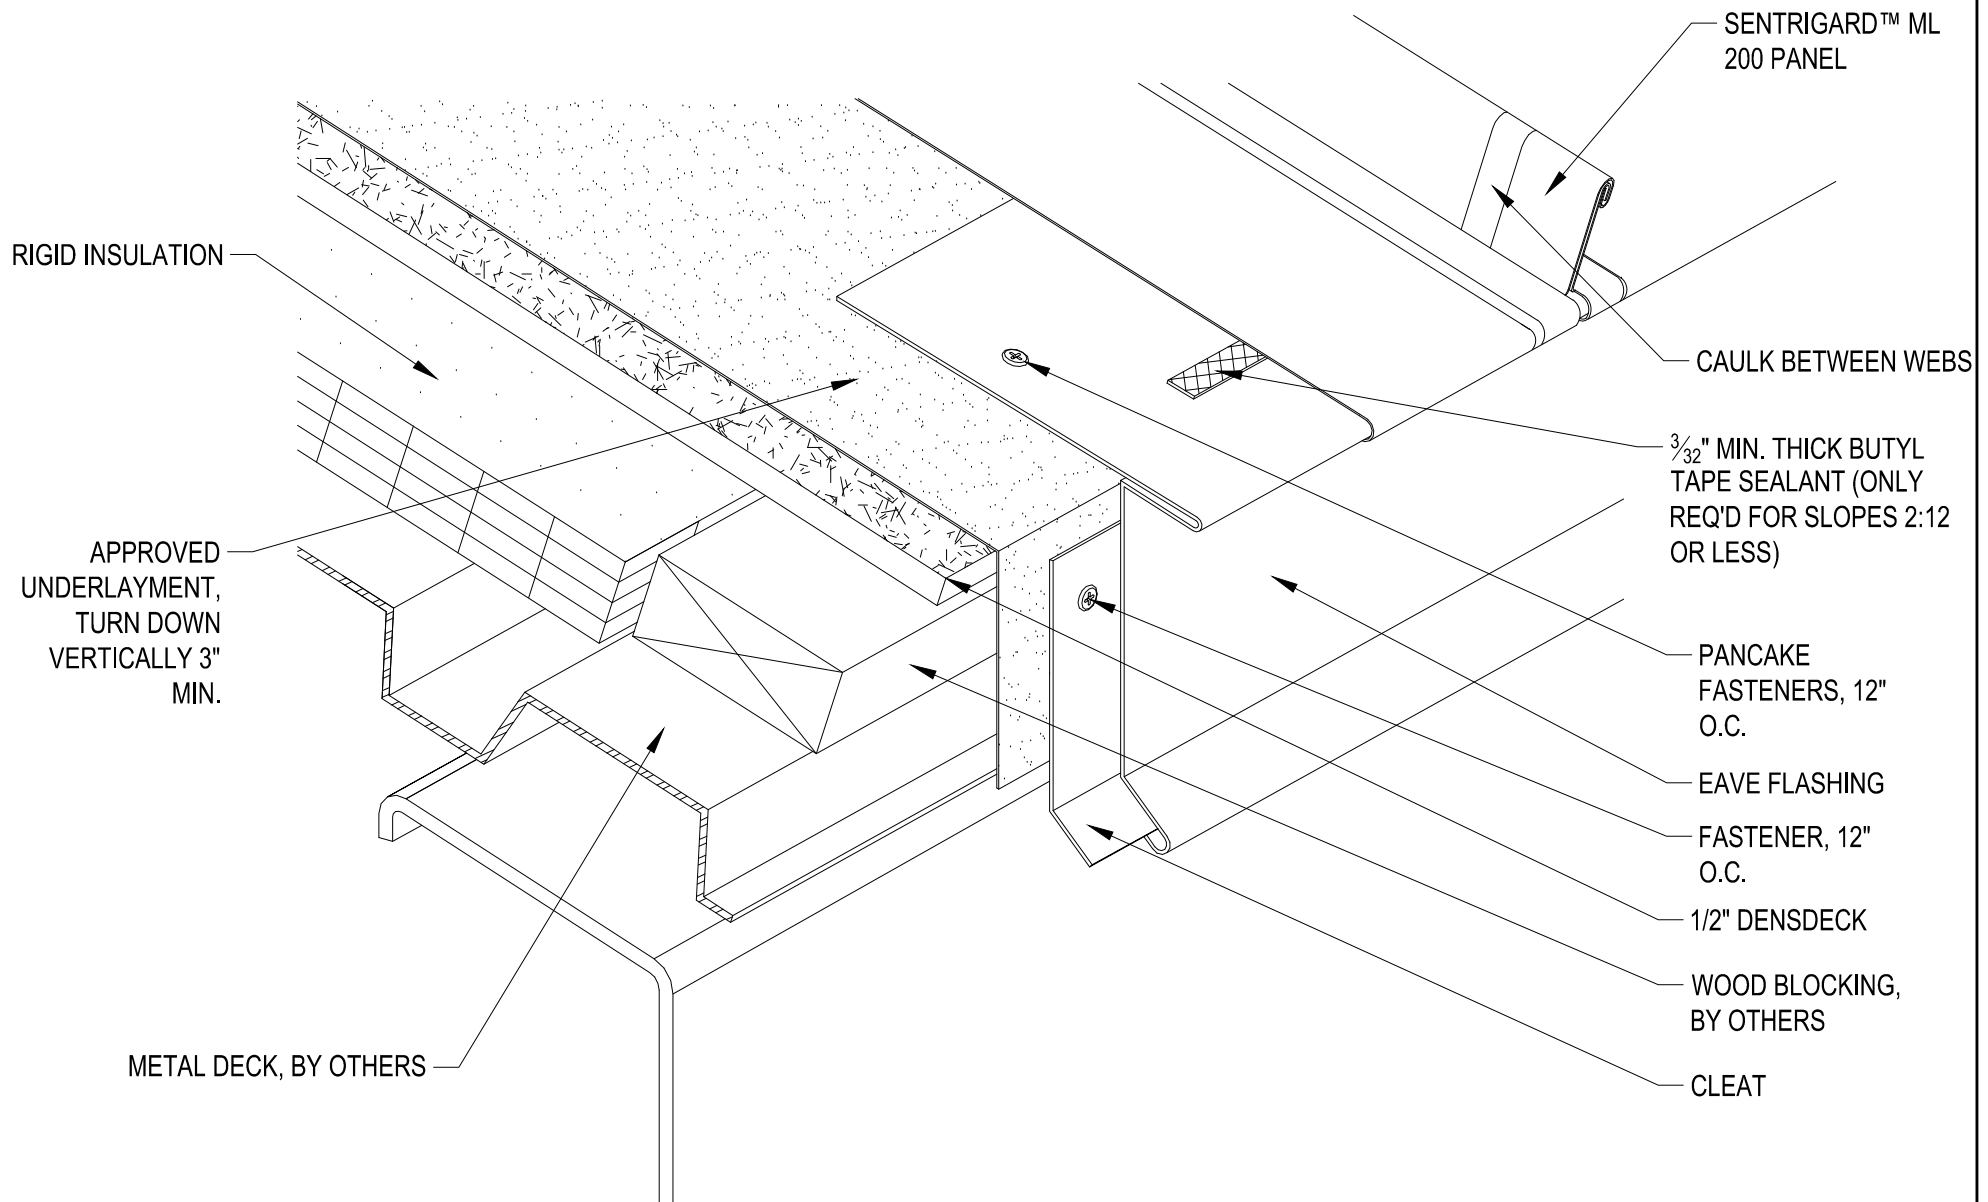 SENTRIGARD™ ML
200 PANEL
RIGID INSULATION
CAULK BETWEEN WEBS
3/32" MIN. THICK BUTYL
TAPE SEALANT (ONLY
REQ'D FOR SLOPES 2:12
OR LESS)
APPROVED
UNDERLAYMENT,
TURN DOWN
VERTICALLY 3"
MIN.
PANCAKE
FASTENERS, 12"
O.C.
EAVE FLASHING
FASTENER, 12"
O.C.
1/2" DENSDECK
WOOD BLOCKING,
BY OTHERS
METAL DECK, BY OTHERS
CLEAT